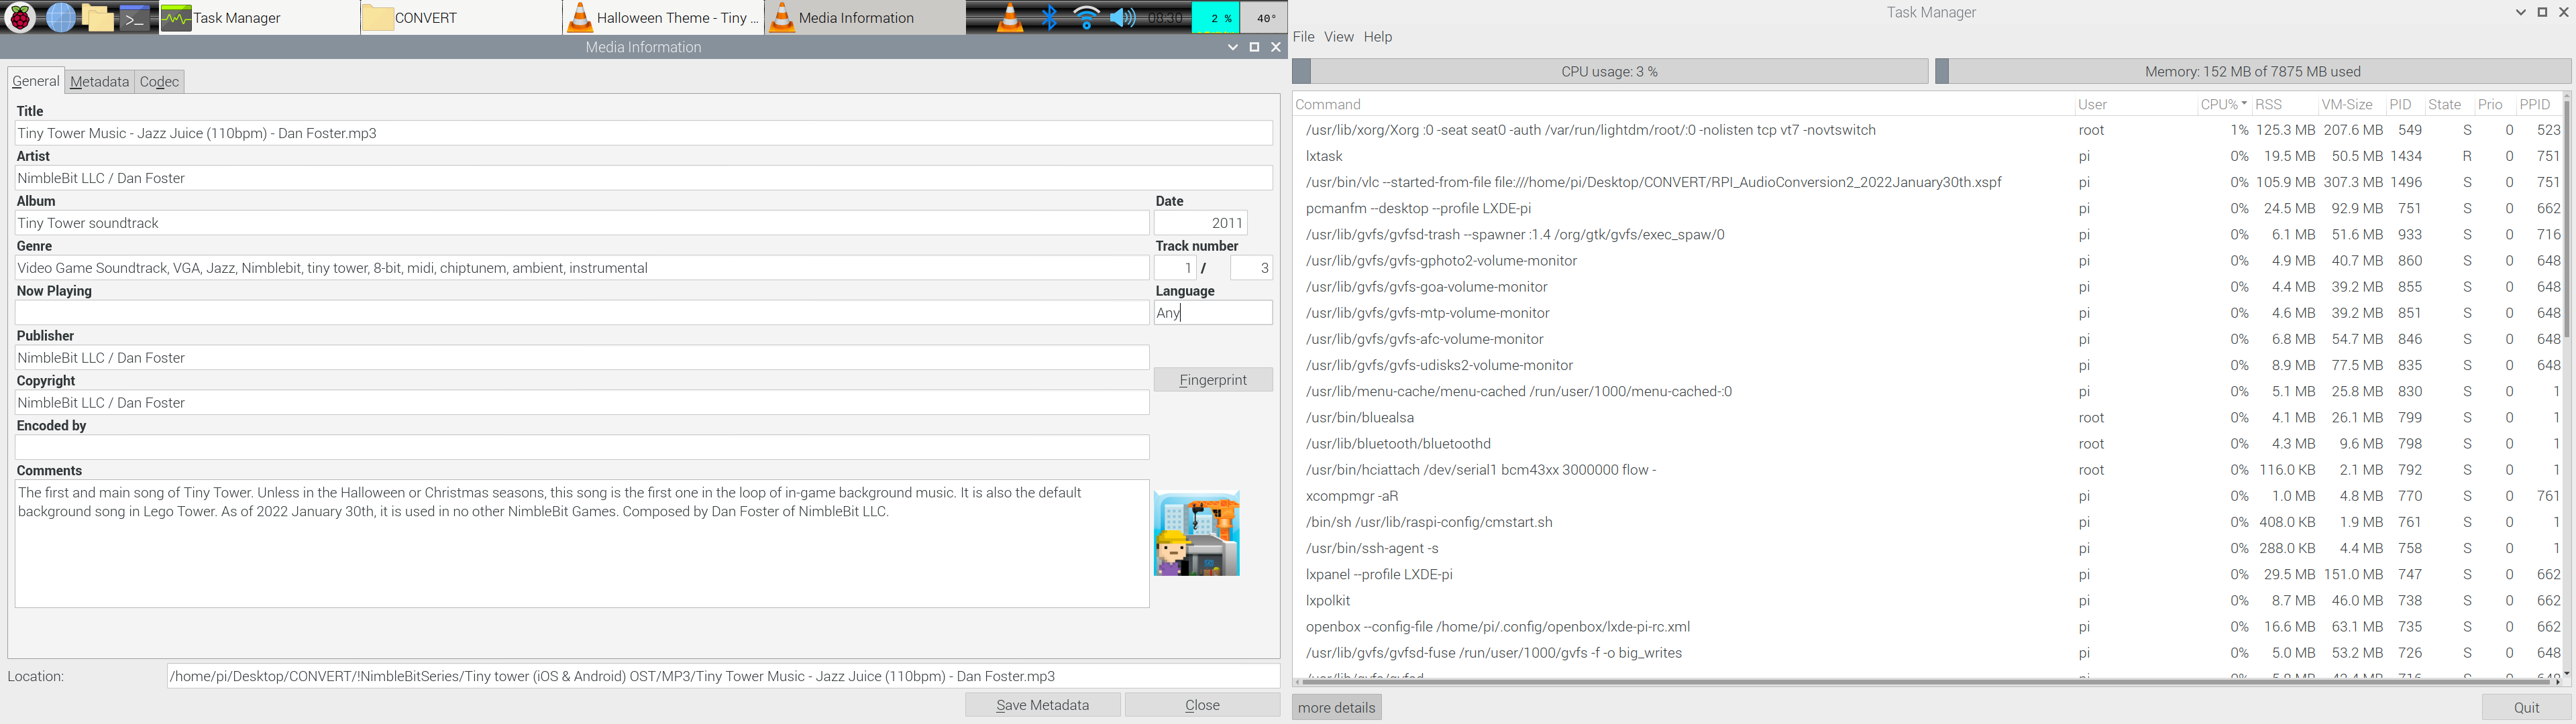 Task Manager
CONVERT
Halloween Theme - Tiny ...
Media Information
08:30
2 %
40°
Media Information
General
Metadata
Codec
Title
Tiny Tower Music - Jazz Juice (110bpm) - Dan Foster.mp3
Artist
NimbleBit LLC / Dan Foster
Album
Date
Tiny Tower soundtrack
2011
Genre
Track number
Video Game Soundtrack, VGA, Jazz, Nimblebit, tiny tower, 8-bit, midi, chiptunem, ambient, instrumental
1 / 3
Now Playing
Language
Any
Publisher
NimbleBit LLC / Dan Foster
Copyright
Fingerprint
NimbleBit LLC / Dan Foster
Encoded by
Comments
The first and main song of Tiny Tower. Unless in the Halloween or Christmas seasons, this song is the first one in the loop of in-game background music. It is also the default
background song in Lego Tower. As of 2022 January 30th, it is used in no other NimbleBit Games. Composed by Dan Foster of NimbleBit LLC.
Location: /home/pi/Desktop/CONVERT/!NimbleBitSeries/Tiny tower (iOS & Android) OST/MP3/Tiny Tower Music - Jazz Juice (110bpm) - Dan Foster.mp3
Save Metadata
Close
Task Manager
File View Help
CPU usage: 3 %
Memory: 152 MB of 7875 MB used
Command User CPU% RSS VM-Size PID State Prio PPID
/usr/lib/xorg/Xorg :0 -seat seat0 -auth /var/run/lightdm/root/:0 -nolisten tcp vt7 -novtswitch root 1% 125.3 MB 207.6 MB 549 S 0 523
lxtask pi 0% 19.5 MB 50.5 MB 1434 R 0 751
/usr/bin/vlc --started-from-file file:///home/pi/Desktop/CONVERT/RPI_AudioConversion2_2022January30th.xspf pi 0% 105.9 MB 307.3 MB 1496 S 0 751
pcmanfm --desktop --profile LXDE-pi pi 0% 24.5 MB 92.9 MB 751 S 0 662
/usr/lib/gvfs/gvfsd-trash --spawner :1.4 /org/gtk/gvfs/exec_spaw/0 pi 0% 6.1 MB 51.6 MB 933 S 0 716
/usr/lib/gvfs/gvfs-gphoto2-volume-monitor pi 0% 4.9 MB 40.7 MB 860 S 0 648
/usr/lib/gvfs/gvfs-goa-volume-monitor pi 0% 4.4 MB 39.2 MB 855 S 0 648
/usr/lib/gvfs/gvfs-mtp-volume-monitor pi 0% 4.6 MB 39.2 MB 851 S 0 648
/usr/lib/gvfs/gvfs-afc-volume-monitor pi 0% 6.8 MB 54.7 MB 846 S 0 648
/usr/lib/gvfs/gvfs-udisks2-volume-monitor pi 0% 8.9 MB 77.5 MB 835 S 0 648
/usr/lib/menu-cache/menu-cached /run/user/1000/menu-cached-:0 pi 0% 5.1 MB 25.8 MB 830 S 0 1
/usr/bin/bluealsa root 0% 4.1 MB 26.1 MB 799 S 0 1
/usr/lib/bluetooth/bluetoothd root 0% 4.3 MB 9.6 MB 798 S 0 1
/usr/bin/hciattach /dev/serial1 bcm43xx 3000000 flow - root 0% 116.0 KB 2.1 MB 792 S 0 1
xcompmgr -aR pi 0% 1.0 MB 4.8 MB 770 S 0 761
/bin/sh /usr/lib/raspi-config/cmstart.sh pi 0% 408.0 KB 1.9 MB 761 S 0 1
/usr/bin/ssh-agent -s pi 0% 288.0 KB 4.4 MB 758 S 0 1
lxpanel --profile LXDE-pi pi 0% 29.5 MB 151.0 MB 747 S 0 662
lxpolkit pi 0% 8.7 MB 46.0 MB 738 S 0 662
openbox --config-file /home/pi/.config/openbox/lxde-pi-rc.xml pi 0% 16.6 MB 63.1 MB 735 S 0 662
/usr/lib/gvfs/gvfsd-fuse /run/user/1000/gvfs -f -o big_writes pi 0% 5.0 MB 53.2 MB 726 S 0 648
more details
Quit